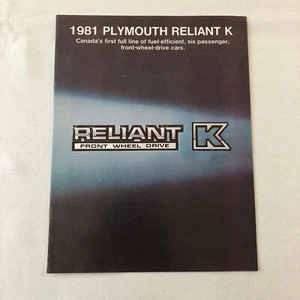 1981 PLYMOUTH RELIANT K
Canada's first full line of fuel-efficient, six passenger,
front-wheel-drive cars.
RELIANT K
FRONT WHEEL DRIVE